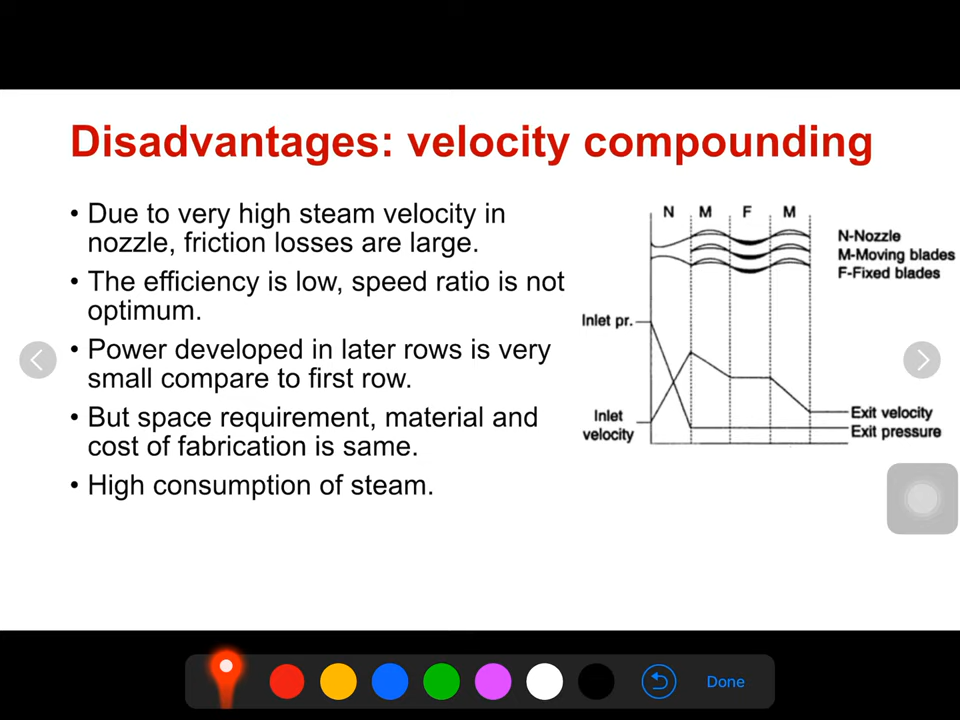 Disadvantages: velocity compounding
• Due to very high steam velocity in
nozzle, friction losses are large.
• The efficiency is low, speed ratio is not
optimum.
• Power developed in later rows is very
small compare to first row.
• But space requirement, material and
cost of fabrication is same.
• High consumption of steam.
N M F M
N-Nozzle
M-Moving blades
F-Fixed blades
Inlet pr.
Inlet
velocity
Exit velocity
Exit pressure
Done